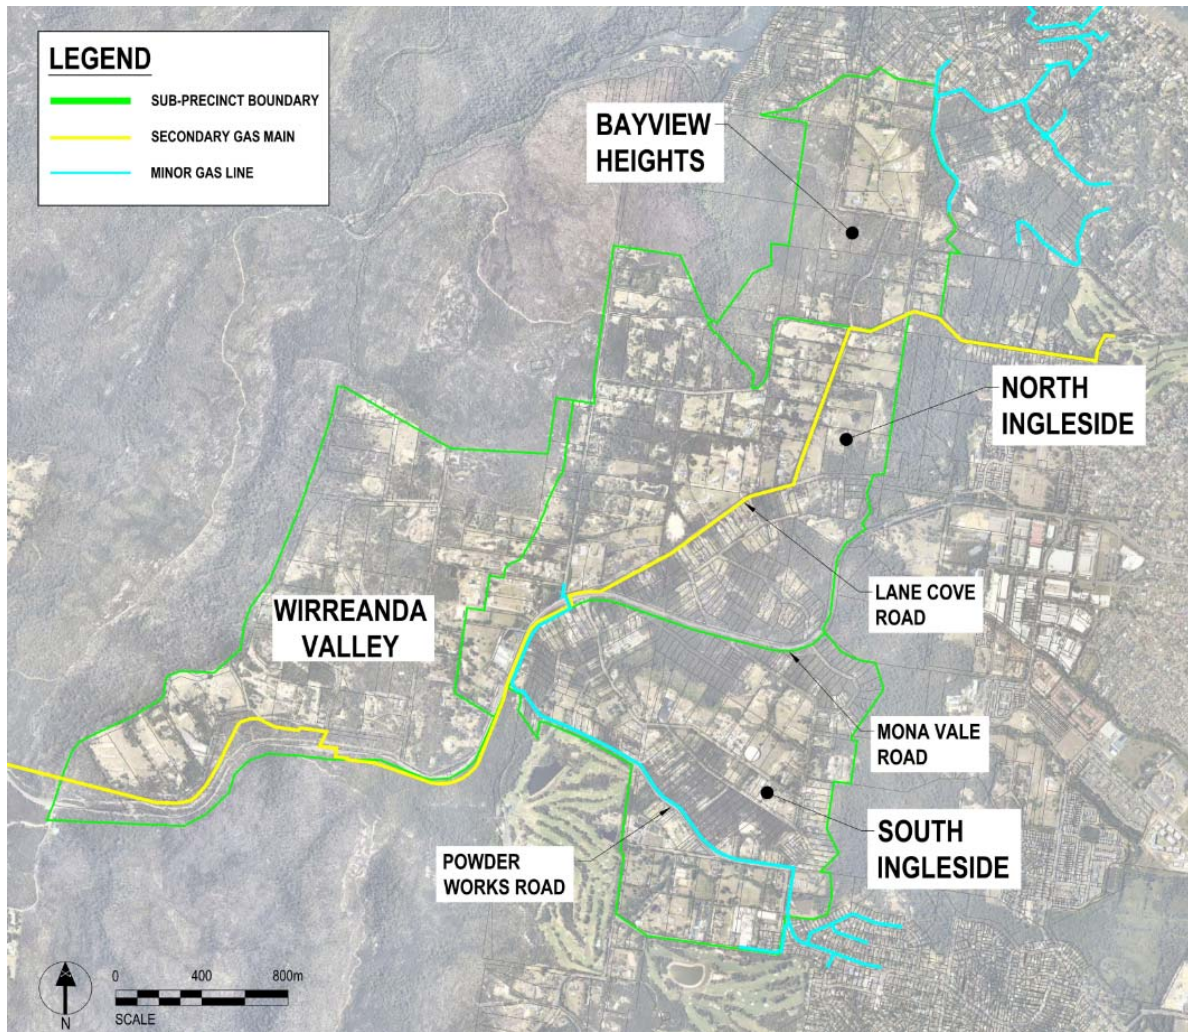 LEGEND
SUB-PRECINCT BOUNDARY
SECONDARY GAS MAIN
MINOR GAS LINE
BAYVIEW
HEIGHTS
NORTH
INGLESIDE
LANE COVE
ROAD
WIRREANDA
VALLEY
MONA VALE
ROAD
SOUTH
INGLESIDE
POWDER
WORKS ROAD
N
0 400 800m
SCALE